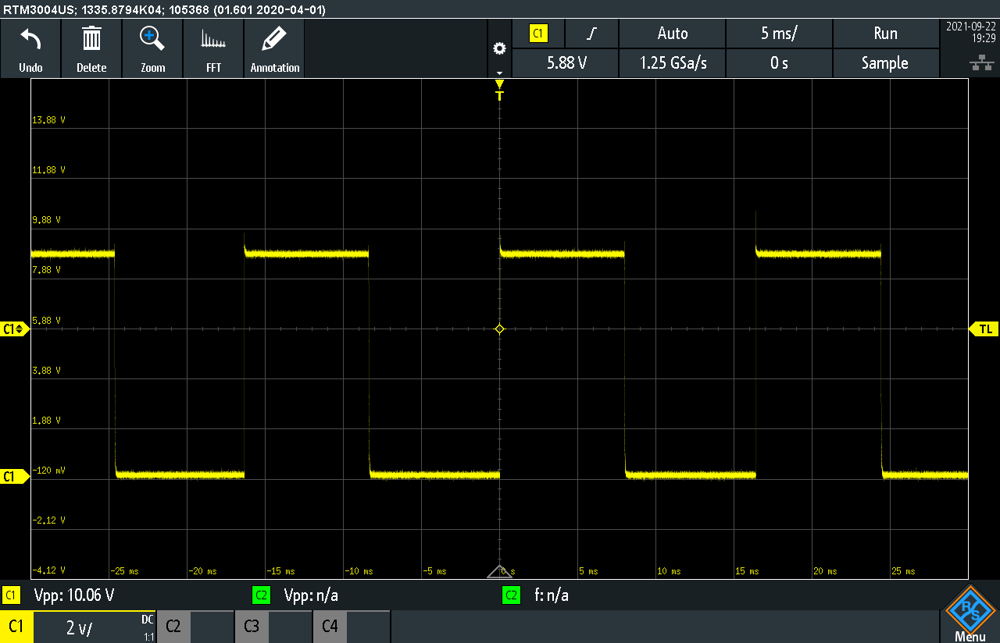 RTM3004US; 1335.8794K04; 105368 (01.601 2020-04-01)
Undo Delete Zoom FFT Annotation
C1 Auto 5 ms/ Run
5.88 V 1.25 GSa/s 0 s Sample
2021-09-22
19:29
T
13.88 V
11.88 V
9.88 V
7.88 V
5.88 V
C1
TL
3.88 V
1.88 V
-120 mV
C1
-2.12 V
-4.12 V
-25 ms -20 ms -15 ms -10 ms -5 ms 0 s 5 ms 10 ms 15 ms 20 ms 25 ms
C1 Vpp: 10.06 V C2 Vpp: n/a C2 f: n/a
C1 2 v/ DC 1:1 C2 C3 C4
R&S
Menu